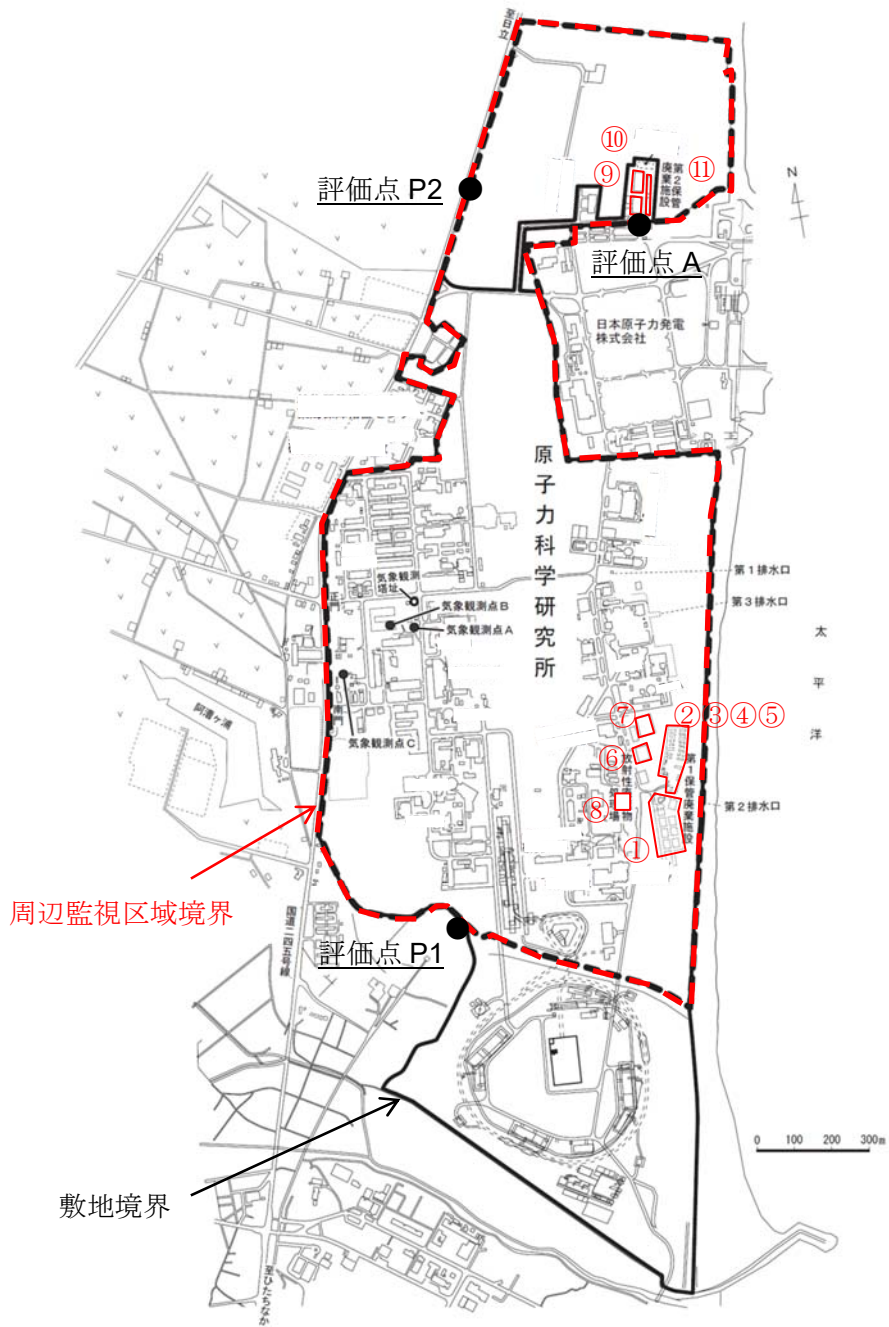 至日立
⑩
⑨
第2保管
廃棄施設
⑪
N
評価点 P2
評価点 A
日本原子力発電
株式会社
原子力科学研究所
気象観測
塔址
正門
気象観測点B
気象観測点A
第1排水口
第3排水口
太平洋
阿漕ヶ浦
南門
気象観測点C
⑦
②③④⑤
⑥
⑧
①
第1保管廃棄施設
第2排水口
周辺監視区域境界
国道二四五号線
評価点 P1
敷地境界
0 100 200 300m
至ひたちなか